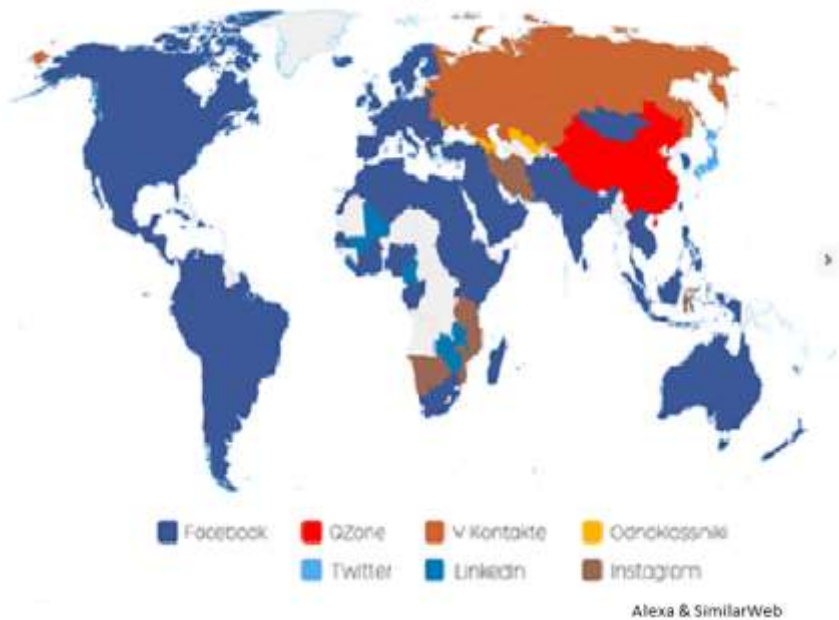 Facebook QZone V Kontakte Odnoklassniki
Twitter Linkedin Instagram
Alexa & SimilarWeb